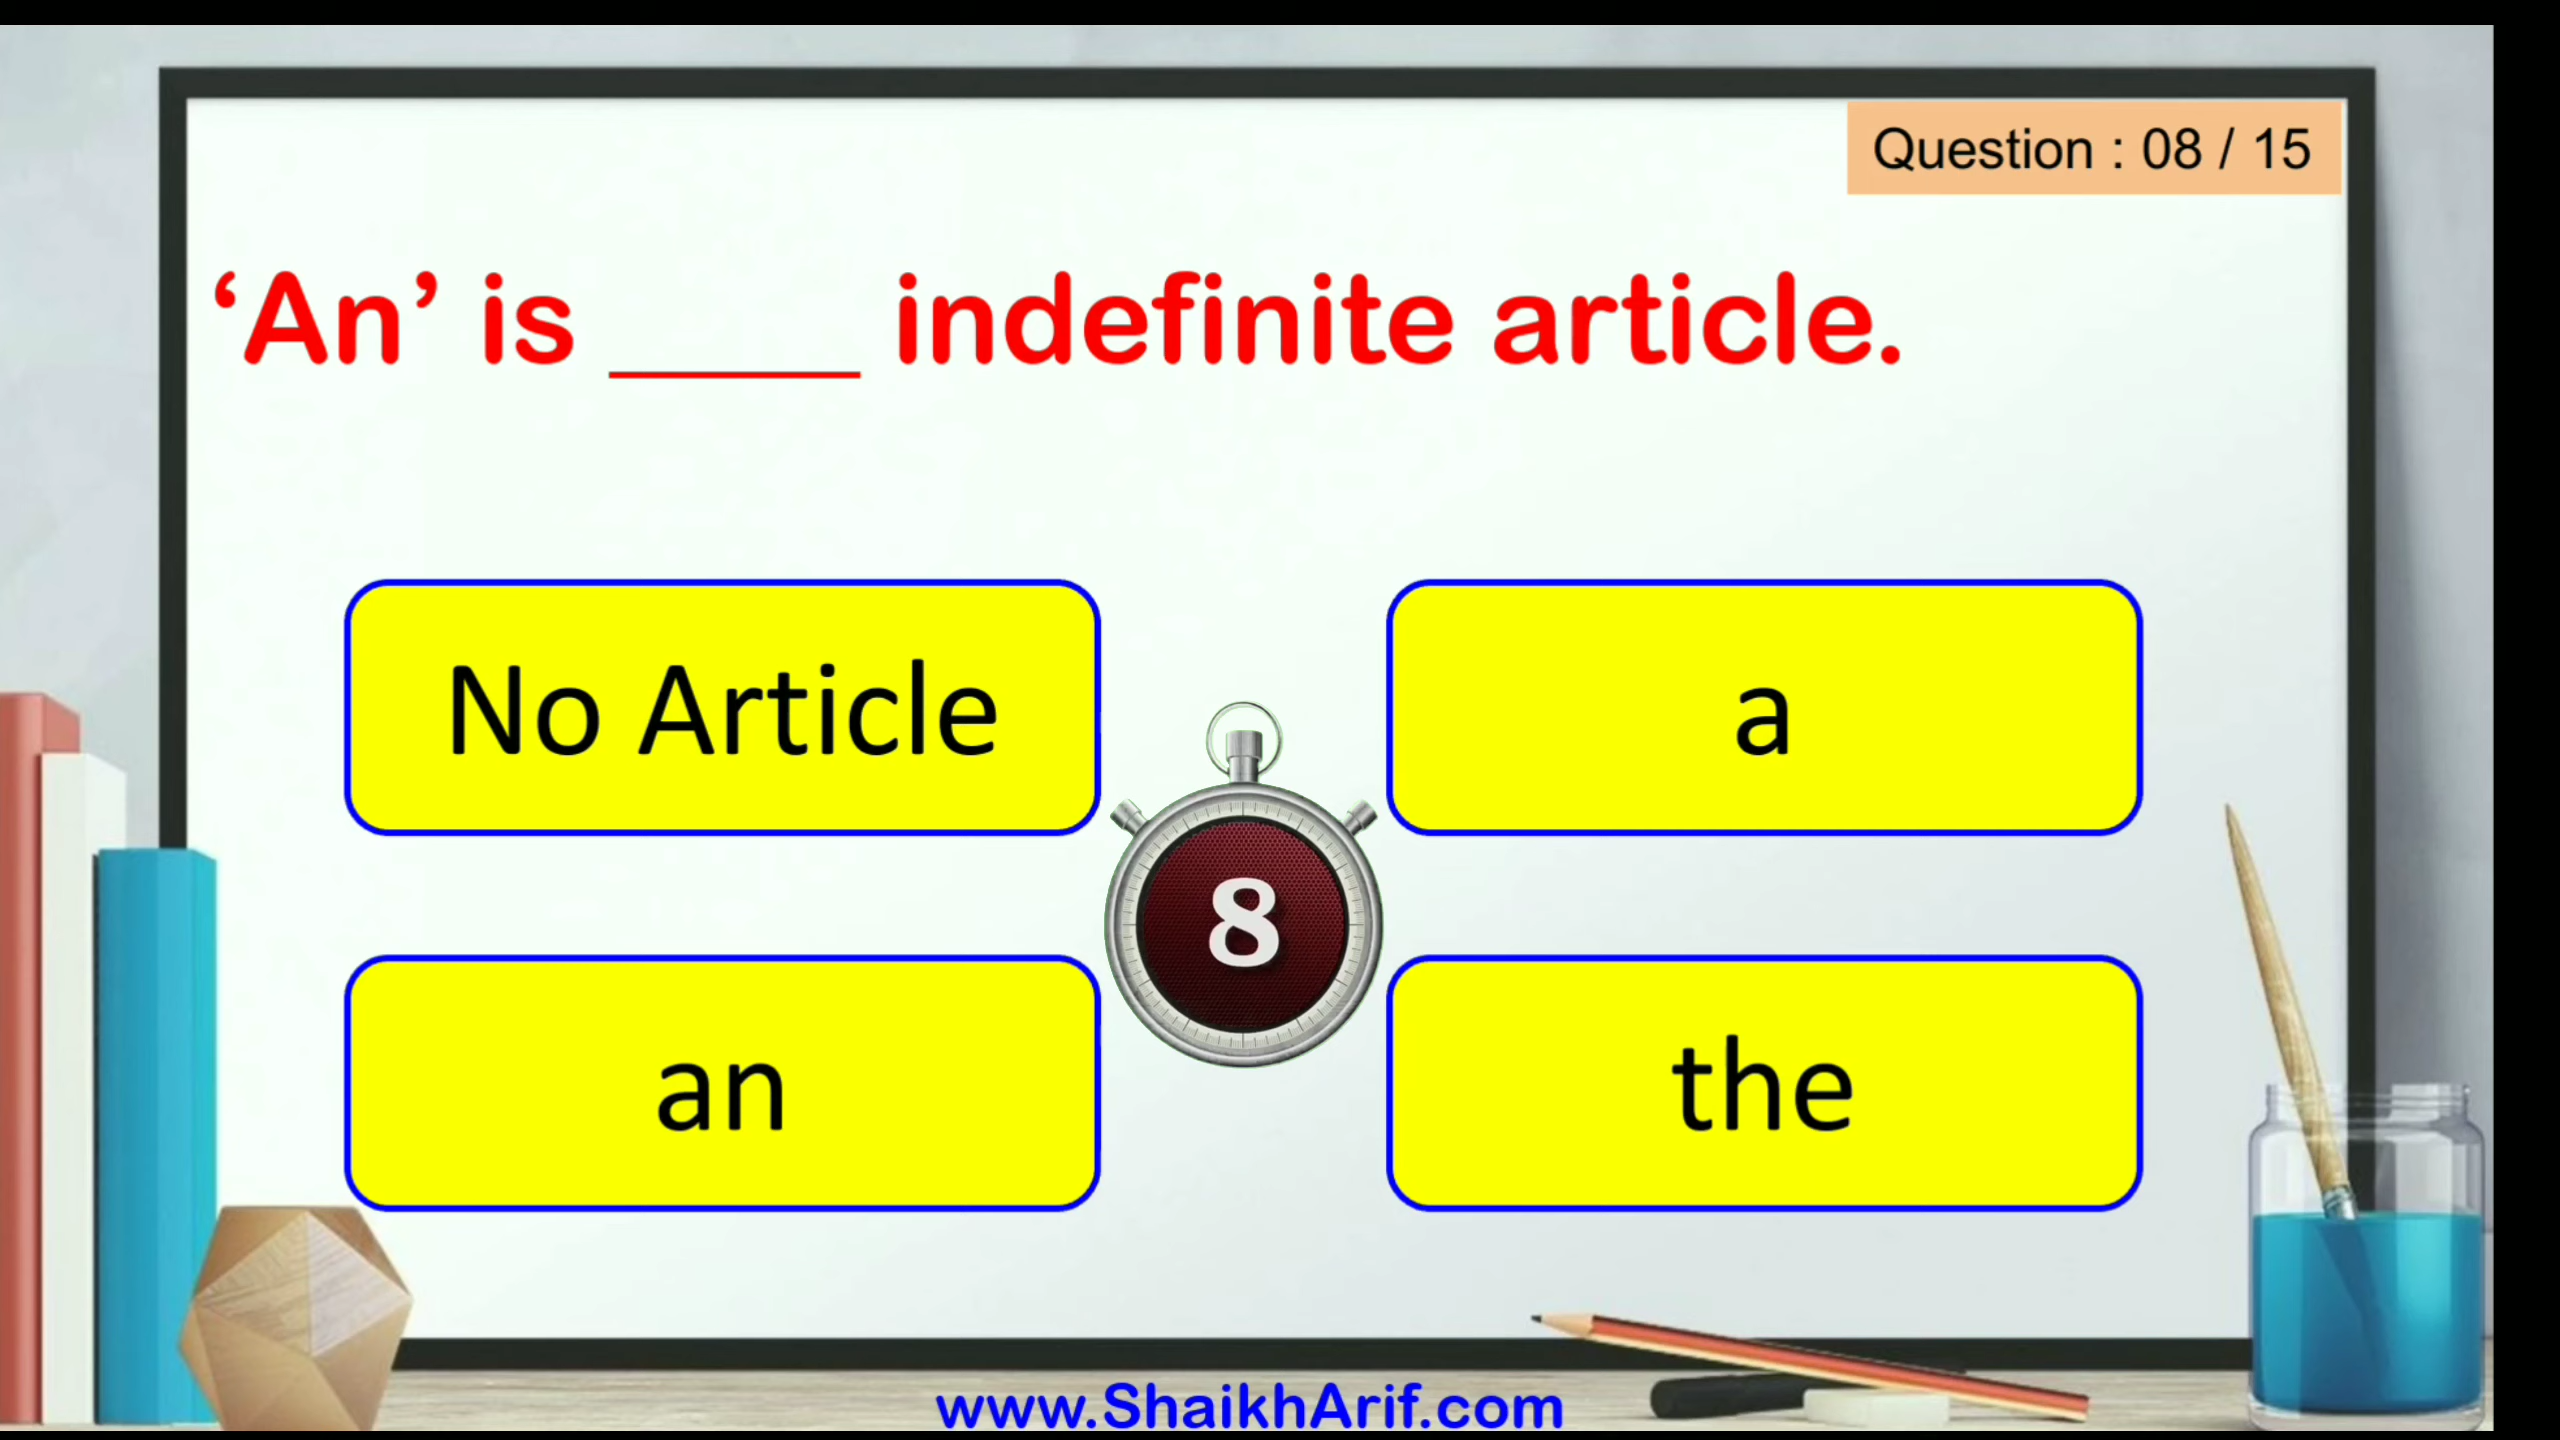 Question : 08 / 15
‘An’ is ____ indefinite article.
No Article
a
8
an
the
www.ShaikhArif.com